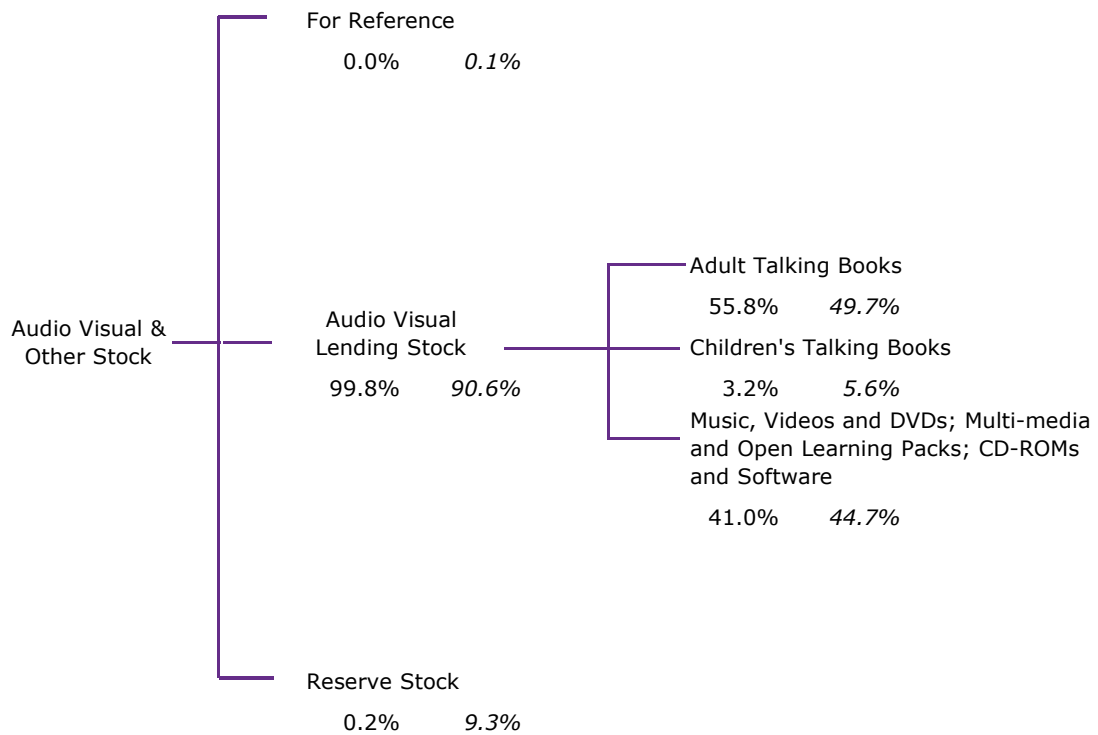 For Reference
0.0% 0.1%
Audio Visual &
Other Stock
Audio Visual
Lending Stock
99.8% 90.6%
Adult Talking Books
55.8% 49.7%
Children's Talking Books
3.2% 5.6%
Music, Videos and DVDs; Multi-media
and Open Learning Packs; CD-ROMs
and Software
41.0% 44.7%
Reserve Stock
0.2% 9.3%